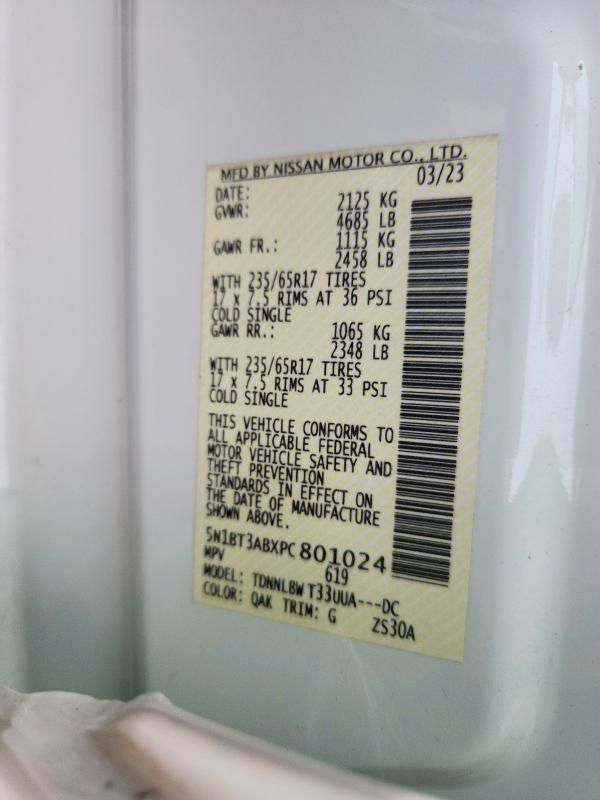 MFD BY NISSAN MOTOR CO., LTD.
DATE: 03/23
GVWR: 2125 KG
4685 LB
GAWR FR.: 1115 KG
2458 LB
WITH 235/65R17 TIRES
17 x 7.5 RIMS AT 36 PSI
COLD SINGLE
GAWR RR.: 1065 KG
2348 LB
WITH 235/65R17 TIRES
17 x 7.5 RIMS AT 33 PSI
COLD SINGLE
THIS VEHICLE CONFORMS TO
ALL APPLICABLE FEDERAL
MOTOR VEHICLE SAFETY AND
THEFT PREVENTION
STANDARDS IN EFFECT ON
THE DATE OF MANUFACTURE
SHOWN ABOVE.
5N1BT3ABXPC801024
MPV 619
MODEL: TDNNLBW T33UUA---DC
COLOR: QAK TRIM: G ZS30A